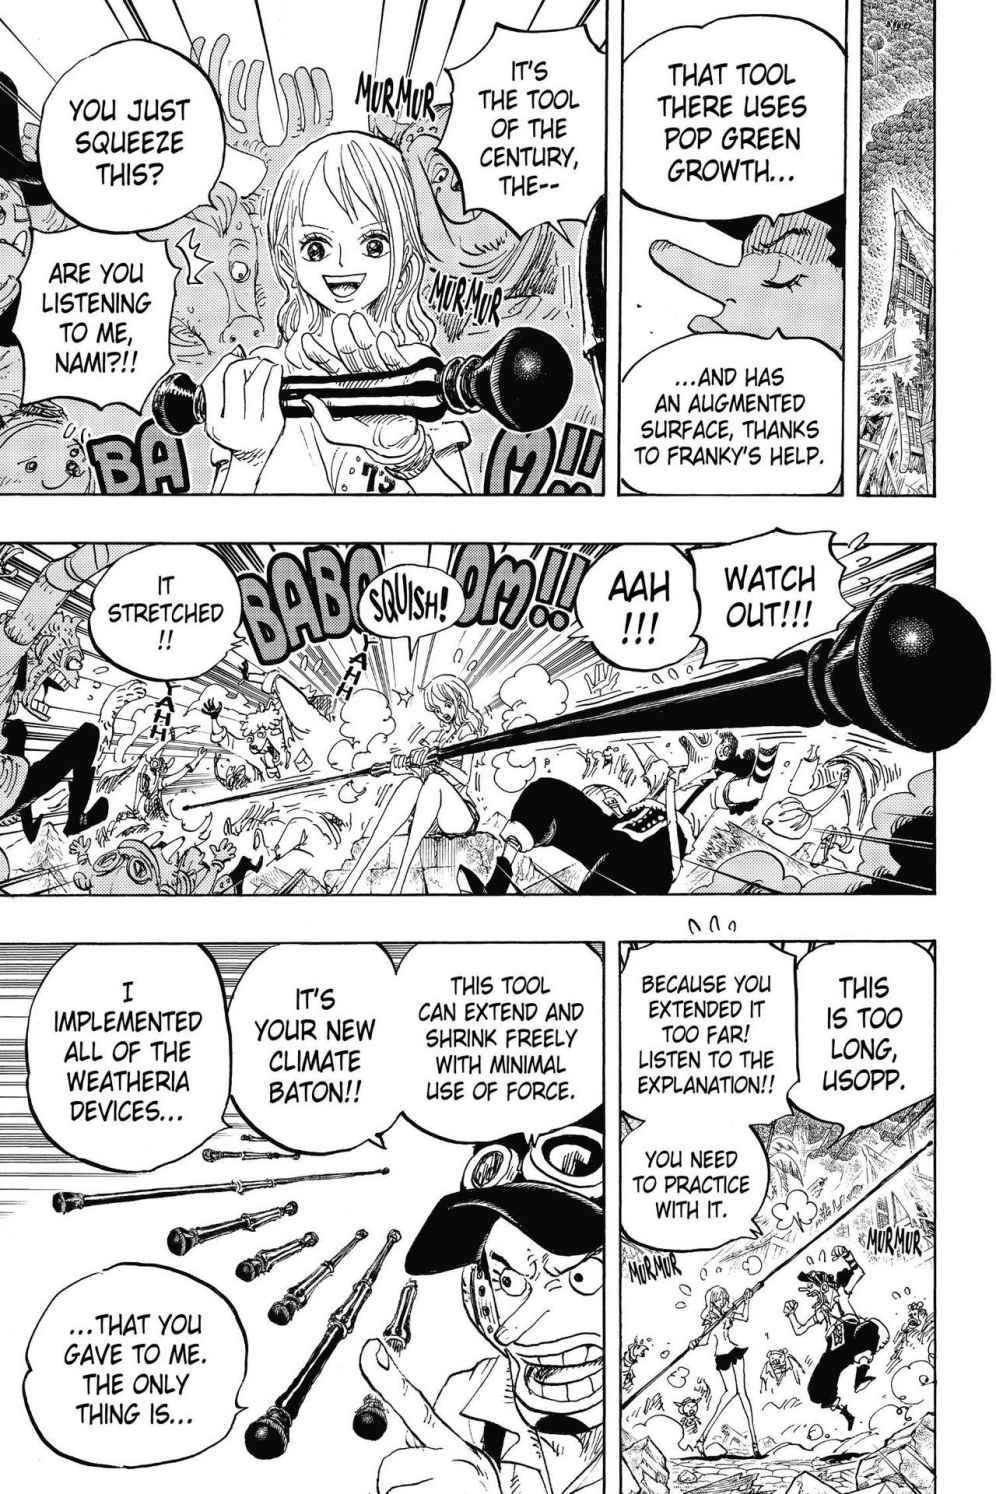 THAT TOOL
THERE USES
POP GREEN
GROWTH...
...AND HAS
AN AUGMENTED
SURFACE, THANKS
TO FRANKY'S HELP.
IT'S
THE TOOL
OF THE
CENTURY,
THE--
MURMUR
MURMUR
YOU JUST
SQUEEZE
THIS?
ARE YOU
LISTENING
TO ME,
NAMI?!!
73
BA
M!!
WATCH
OUT!!!
AAH
!!!
BABA
OM!!
SQUISH!
IT
STRETCHED
!!
YAHH
YAHH
THIS
IS TOO
LONG,
USOPP.
BECAUSE YOU
EXTENDED IT
TOO FAR!
LISTEN TO THE
EXPLANATION!!
YOU NEED
TO PRACTICE
WITH IT.
MURMUR
MURMUR
THIS TOOL
CAN EXTEND AND
SHRINK FREELY
WITH MINIMAL
USE OF FORCE.
IT'S
YOUR NEW
CLIMATE
BATON!!
I
IMPLEMENTED
ALL OF THE
WEATHERIA
DEVICES...
...THAT YOU
GAVE TO ME.
THE ONLY
THING IS...